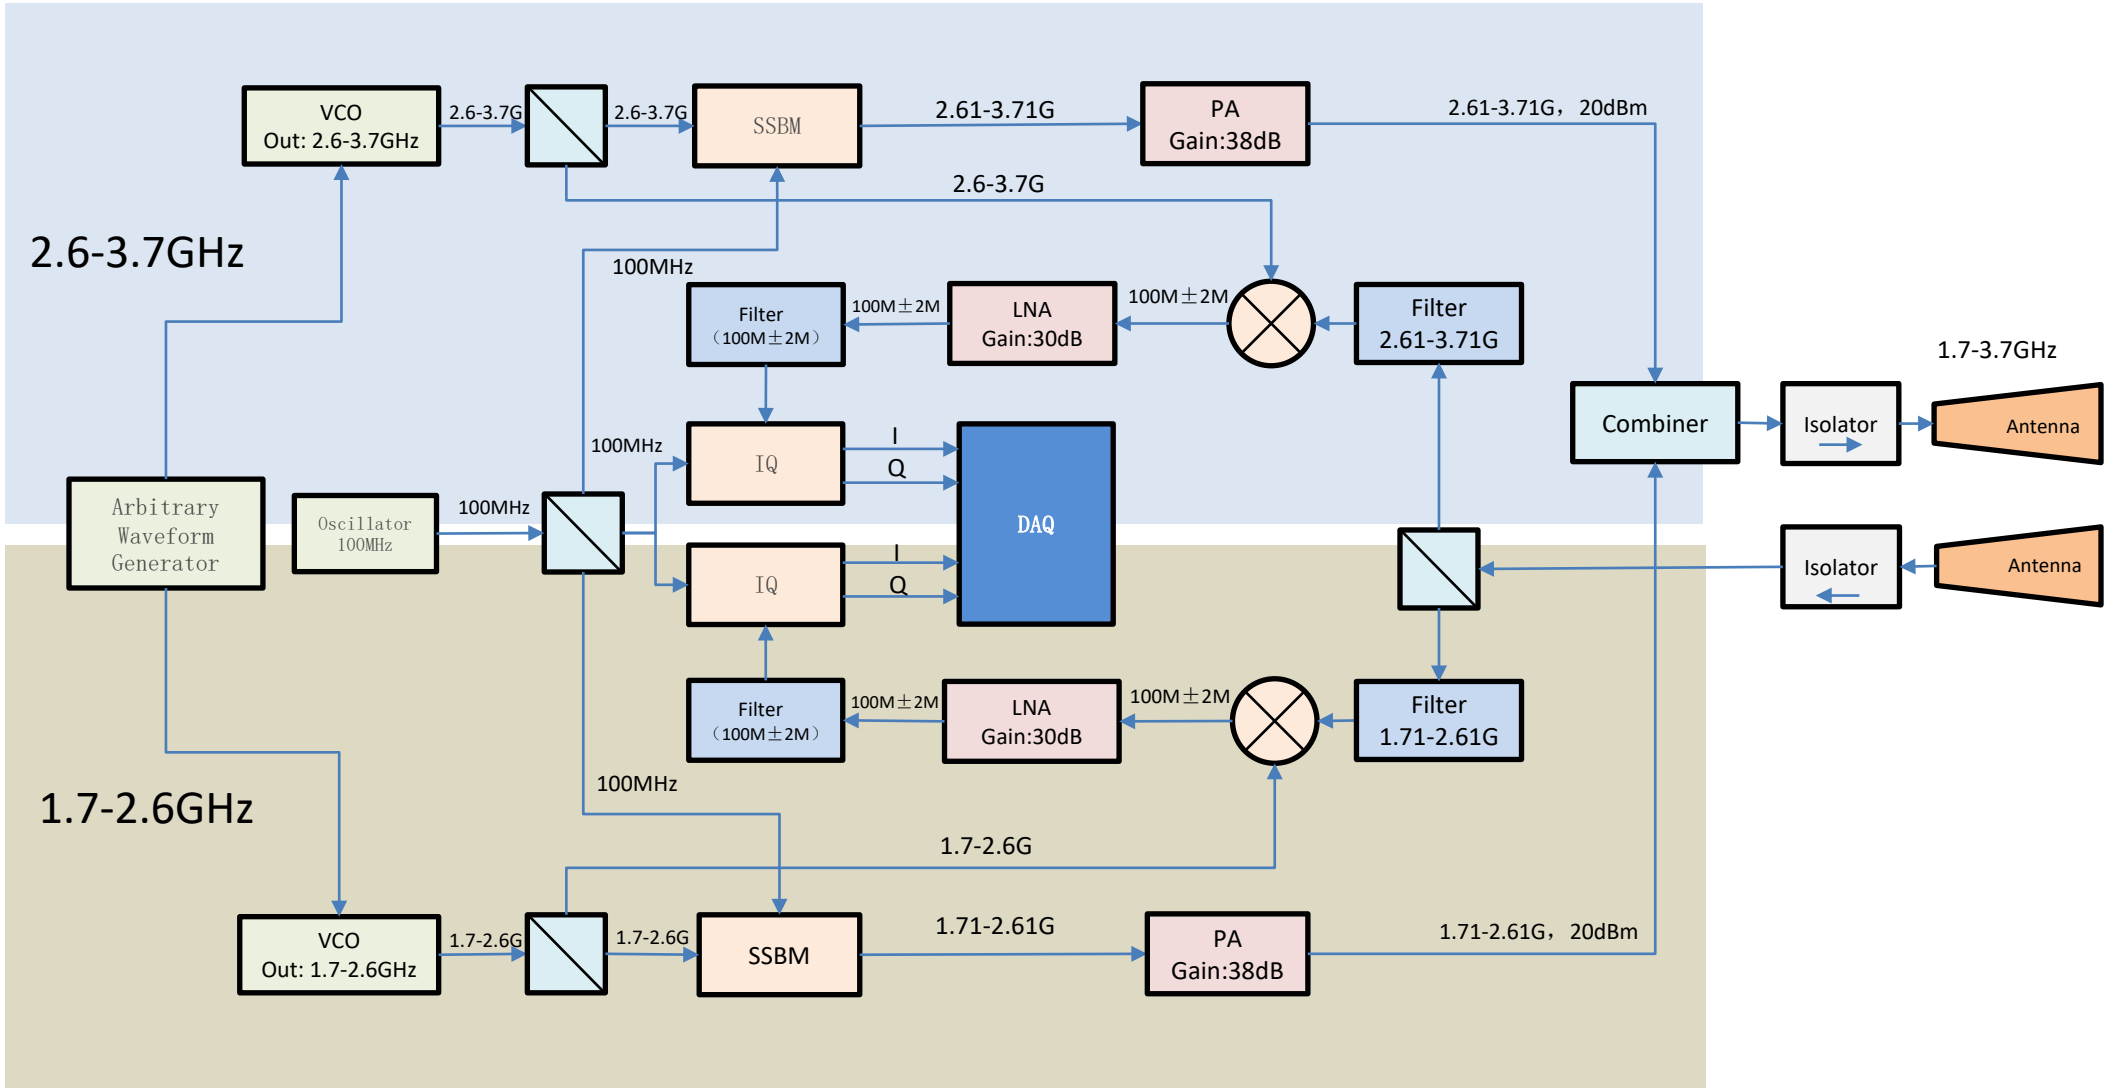 VCO
Out: 2.6-3.7GHz
2.6-3.7G
2.6-3.7G
SSBM
2.61-3.71G
PA
Gain:38dB
2.61-3.71G，20dBm
2.6-3.7G
2.6-3.7GHz
100MHz
Filter
（100M±2M）
100M±2M
LNA
Gain:30dB
100M±2M
Filter
2.61-3.71G
1.7-3.7GHz
Combiner
Isolator
Antenna
100MHz
IQ
I
Q
DAQ
Arbitrary
Waveform
Generator
Oscillator
100MHz
100MHz
IQ
I
Q
Isolator
Antenna
Filter
（100M±2M）
100M±2M
LNA
Gain:30dB
100M±2M
Filter
1.71-2.61G
100MHz
1.7-2.6GHz
1.7-2.6G
VCO
Out: 1.7-2.6GHz
1.7-2.6G
1.7-2.6G
SSBM
1.71-2.61G
PA
Gain:38dB
1.71-2.61G，20dBm